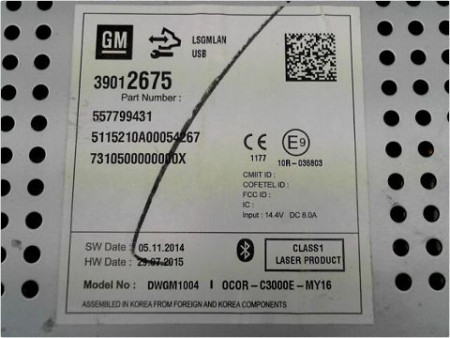 GM
LSGMLAN
USB
39012675
Part Number :
557799431
5115210A00054267
7310500000000X
CE
1177
E9
10R-036803
CMIIT ID :
COFETEL ID :
FCC ID :
IC :
Input : 14.4V DC 8.0A
SW Date : 05.11.2014
HW Date : 29.07.2015
CLASS1
LASER PRODUCT
Model No : DWGM1004 I OCOR-C3000E-MY16
ASSEMBLED IN KOREA FROM FOREIGN AND KOREA COMPONENTS